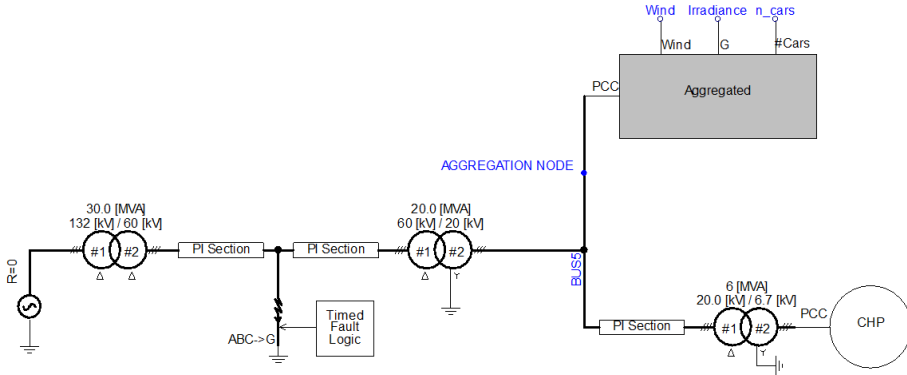 Wind Irradiance n_cars
Wind G #Cars
PCC
Aggregated
AGGREGATION NODE
30.0 [MVA]
132 [kV] / 60 [kV]
#1 #2
PI Section
PI Section
20.0 [MVA]
60 [kV] / 20 [kV]
#1 #2
R=0
Δ Δ
Δ Y
BUS5
Timed
Fault
Logic
ABC->G
PI Section
6 [MVA]
20.0 [kV] / 6.7 [kV]
#1 #2
Δ Y
PCC
CHP